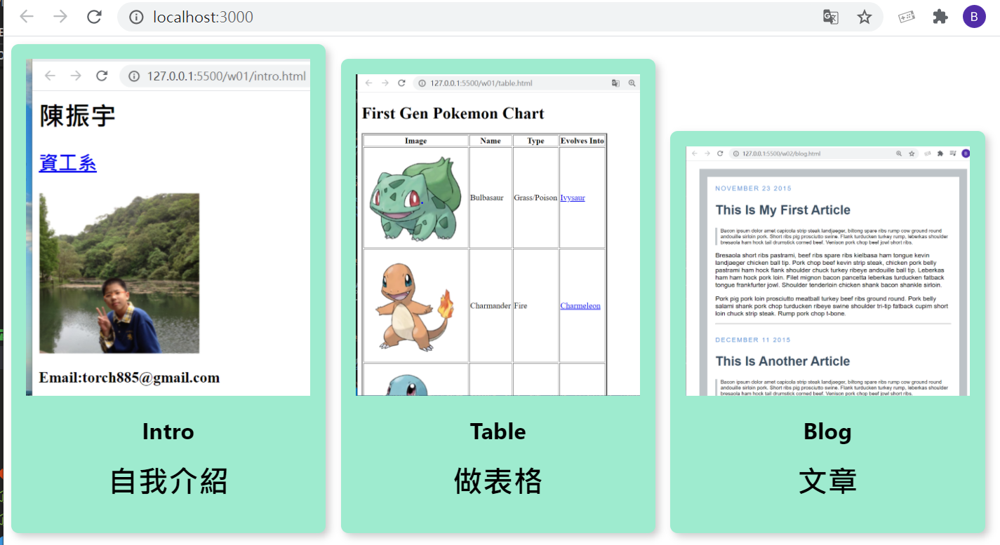 localhost:3000
B
127.0.0.1:5500/w01/intro.html
陳振宇
資工系
Email:torch885@gmail.com
Intro
自我介紹
127.0.0.1:5500/w01/table.html
First Gen Pokemon Chart
Image Name Type Evolves Into
Bulbasaur Grass/Poison Ivysaur
Charmander Fire Charmeleon
Table
做表格
127.0.0.1:5500/w02/blog.html
B
NOVEMBER 23 2015
This Is My First Article
Bacon ipsum dolor amet capicola strip steak landjaeger, biltong spare ribs rump cow ground round
andouille sirloin pork. Short ribs pig prosciutto swine. Flank turducken turkey rump, leberkas shoulder
bresaola ham hock tail drumstick corned beef. Venison pork chop beef jowl short ribs.
Bresaola short ribs pastrami, beef ribs spare ribs kielbasa ham tongue kevin
landjaeger chicken ball tip. Pork chop beef kevin strip steak, chicken pork belly
pastrami ham hock flank shoulder chuck turkey ribeye andouille ball tip. Leberkas
ham ham hock pork loin. Filet mignon bacon pancetta leberkas turducken fatback
tongue frankfurter jowl. Shoulder tenderloin chicken shank bacon shankle sirloin.
Pork pig pork loin prosciutto meatball turkey beef ribs ground round. Pork belly
salami shank pork chop turducken ribeye swine shoulder tri-tip fatback cupim short
loin chuck strip steak. Rump pork chop t-bone.
DECEMBER 11 2015
This Is Another Article
Bacon ipsum dolor amet capicola strip steak landjaeger, biltong spare ribs rump cow ground round
andouille sirloin pork. Short ribs pig prosciutto swine. Flank turducken turkey rump, leberkas shoulder
bresaola ham hock tail drumstick corned beef. Venison pork chop beef jowl short ribs.
Blog
文章